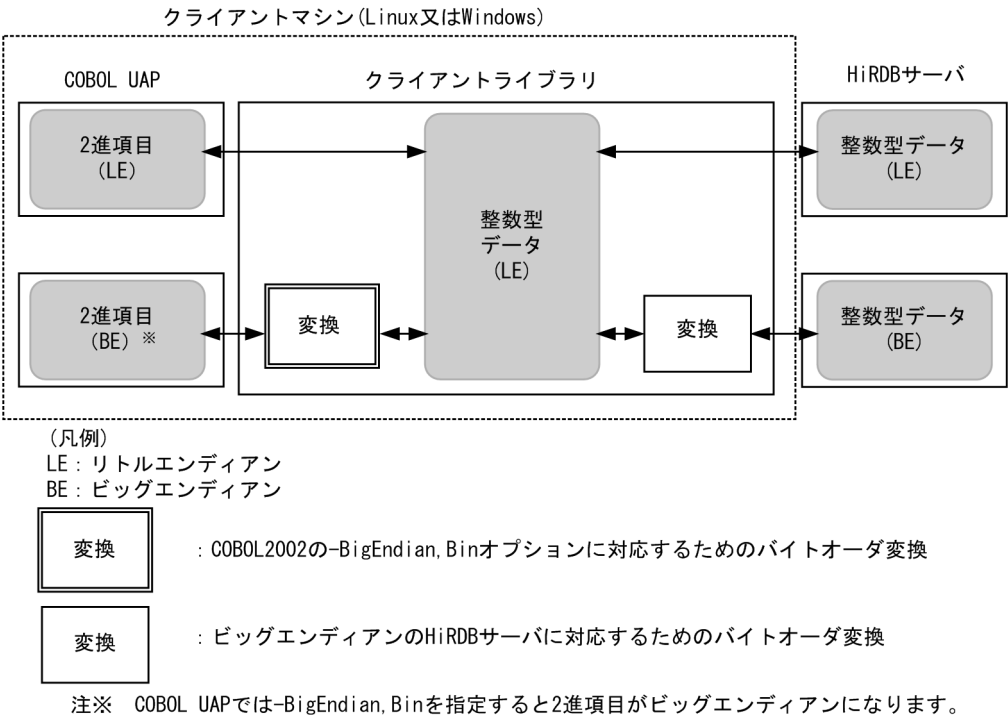 クライアントマシン(Linux又はWindows)
COBOL UAP
クライアントライブラリ
HiRDBサーバ
2進項目
(LE)
整数型
データ
(LE)
整数型データ
(LE)
2進項目
(BE) ※
変換
変換
整数型データ
(BE)
(凡例)
LE：リトルエンディアン
BE：ビッグエンディアン
変換
：COBOL2002の-BigEndian,Binオプションに対応するためのバイトオーダ変換
変換
：ビッグエンディアンのHiRDBサーバに対応するためのバイトオーダ変換
注※ COBOL UAPでは-BigEndian,Binを指定すると2進項目がビッグエンディアンになります。